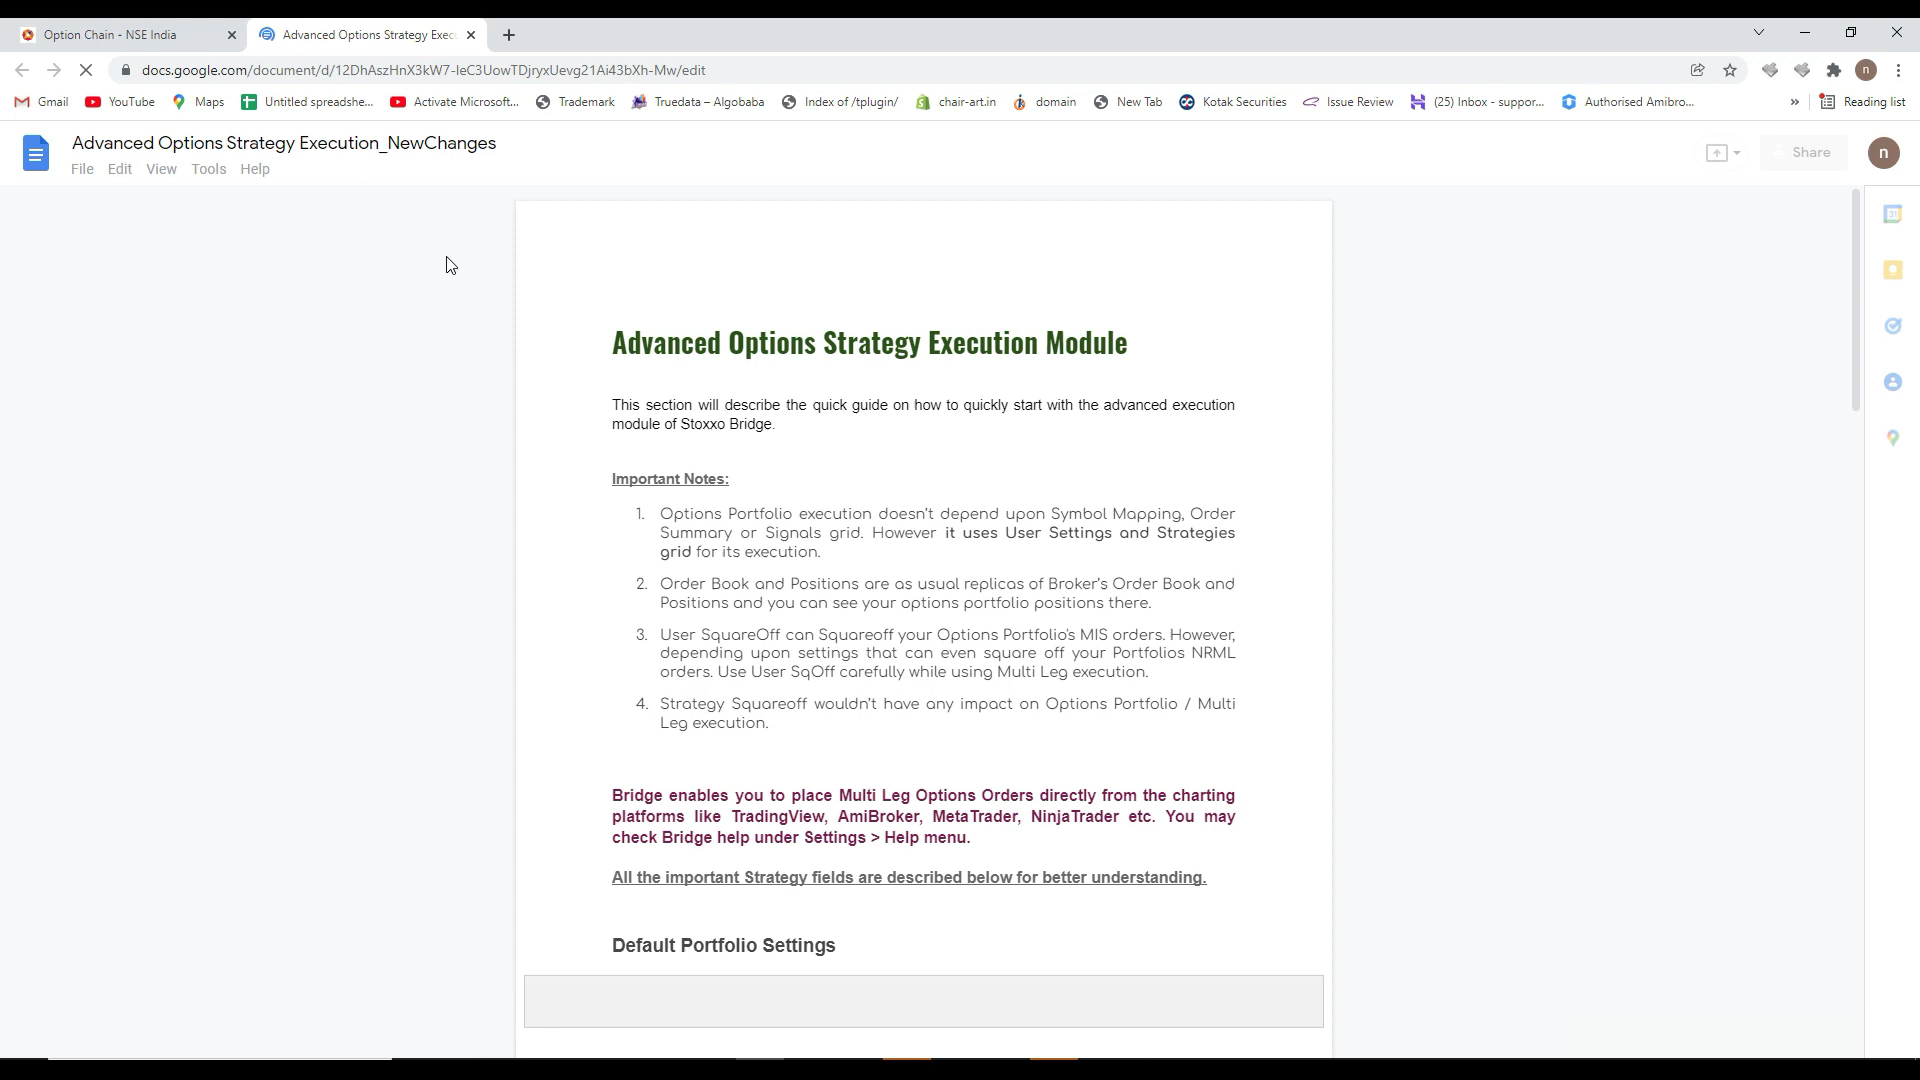 Option Chain - NSE India
Advanced Options Strategy Exec
docs.google.com/document/d/12DhAszHnX3kW7-IeC3UowTDjryxUevg21Ai43bXh-Mw/edit
n
Gmail YouTube Maps Untitled spreadshe... Activate Microsoft... Trademark Truedata – Algobaba Index of /tplugin/ chair-art.in domain New Tab Kotak Securities Issue Review (25) Inbox - suppor... Authorised Amibro... » Reading list
Advanced Options Strategy Execution_NewChanges
File Edit View Tools Help
Share
n
31
Advanced Options Strategy Execution Module
This section will describe the quick guide on how to quickly start with the advanced execution
module of Stoxxo Bridge.
Important Notes:
1. Options Portfolio execution doesn't depend upon Symbol Mapping, Order
Summary or Signals grid. However it uses User Settings and Strategies
grid for its execution.
2. Order Book and Positions are as usual replicas of Broker's Order Book and
Positions and you can see your options portfolio positions there.
3. User SquareOff can Squareoff your Options Portfolio's MIS orders. However,
depending upon settings that can even square off your Portfolios NRML
orders. Use User SqOff carefully while using Multi Leg execution.
4. Strategy Squareoff wouldn't have any impact on Options Portfolio / Multi
Leg execution.
Bridge enables you to place Multi Leg Options Orders directly from the charting
platforms like TradingView, AmiBroker, MetaTrader, NinjaTrader etc. You may
check Bridge help under Settings > Help menu.
All the important Strategy fields are described below for better understanding.
Default Portfolio Settings